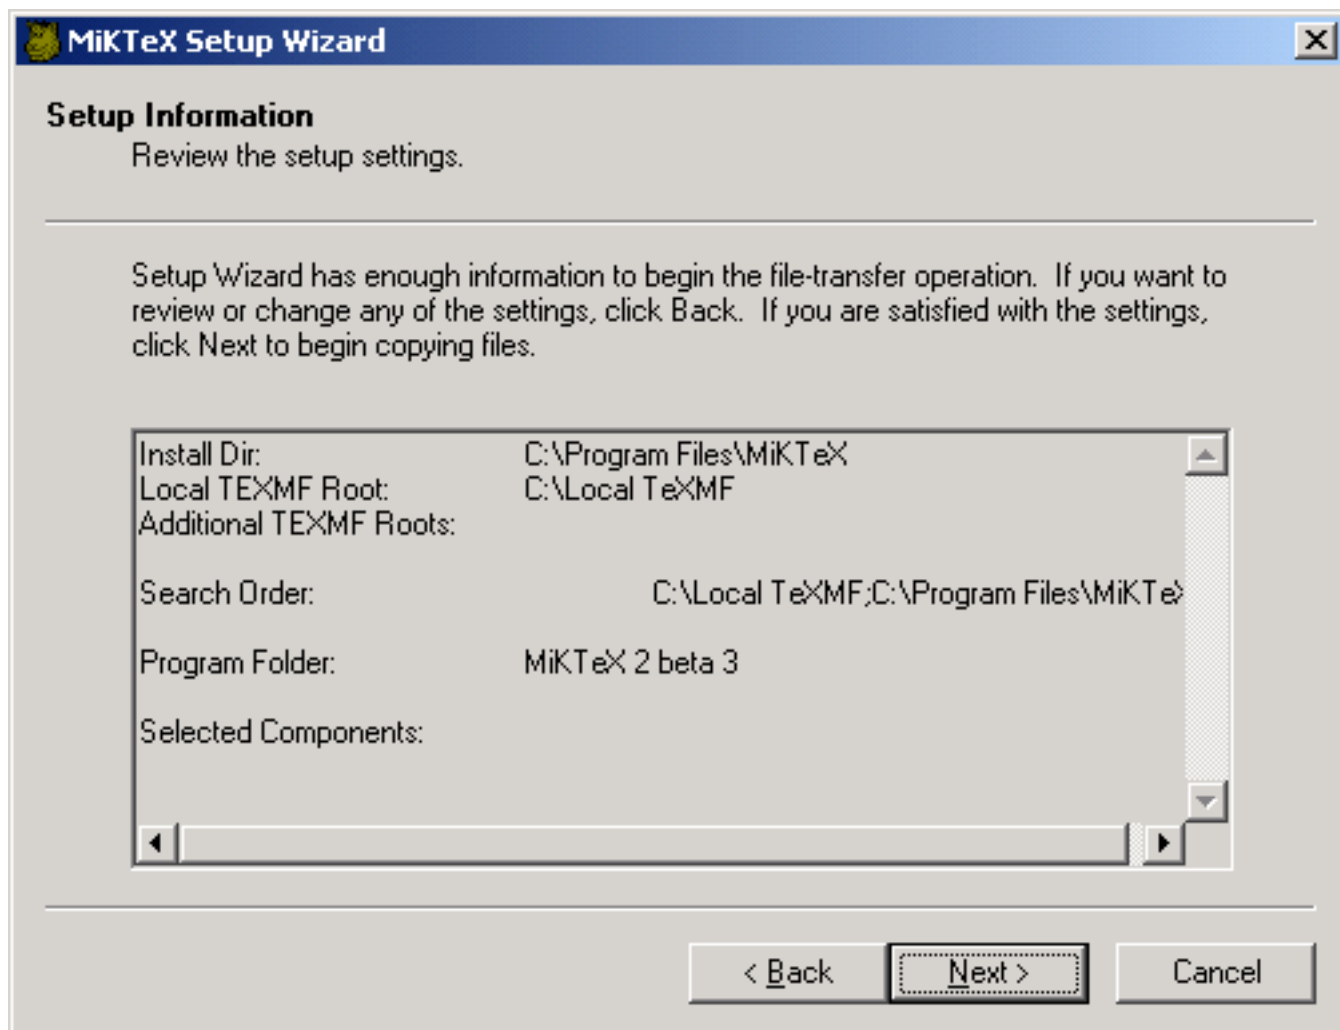 MiKTeX Setup Wizard
Setup Information
Review the setup settings.
Setup Wizard has enough information to begin the file-transfer operation.  If you want to
review or change any of the settings, click Back.  If you are satisfied with the settings,
click Next to begin copying files.
Install Dir: C:\Program Files\MiKTeX
Local TEXMF Root: C:\Local TeXMF
Additional TEXMF Roots:
Search Order: C:\Local TeXMF;C:\Program Files\MiKTeX
Program Folder: MiKTeX 2 beta 3
Selected Components:
< Back Next > Cancel